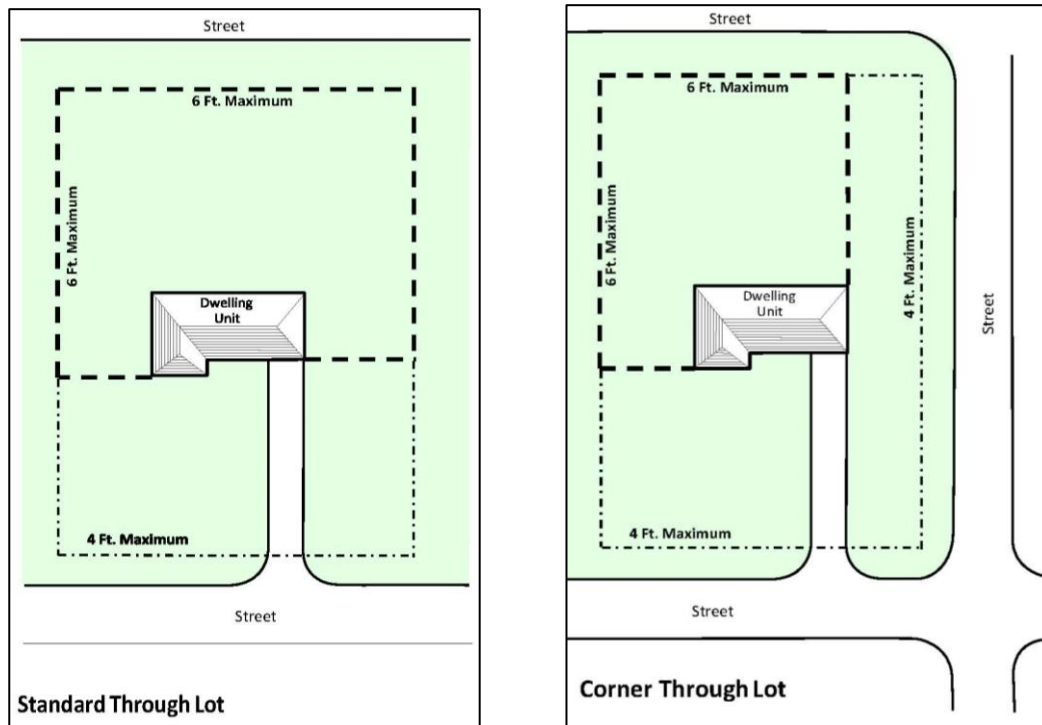 Street
6 Ft. Maximum
6 Ft. Maximum
Dwelling
Unit
4 Ft. Maximum
Street
Standard Through Lot
Street
6 Ft. Maximum
6 Ft. Maximum
4 Ft. Maximum
Street
Dwelling
Unit
4 Ft. Maximum
Street
Corner Through Lot